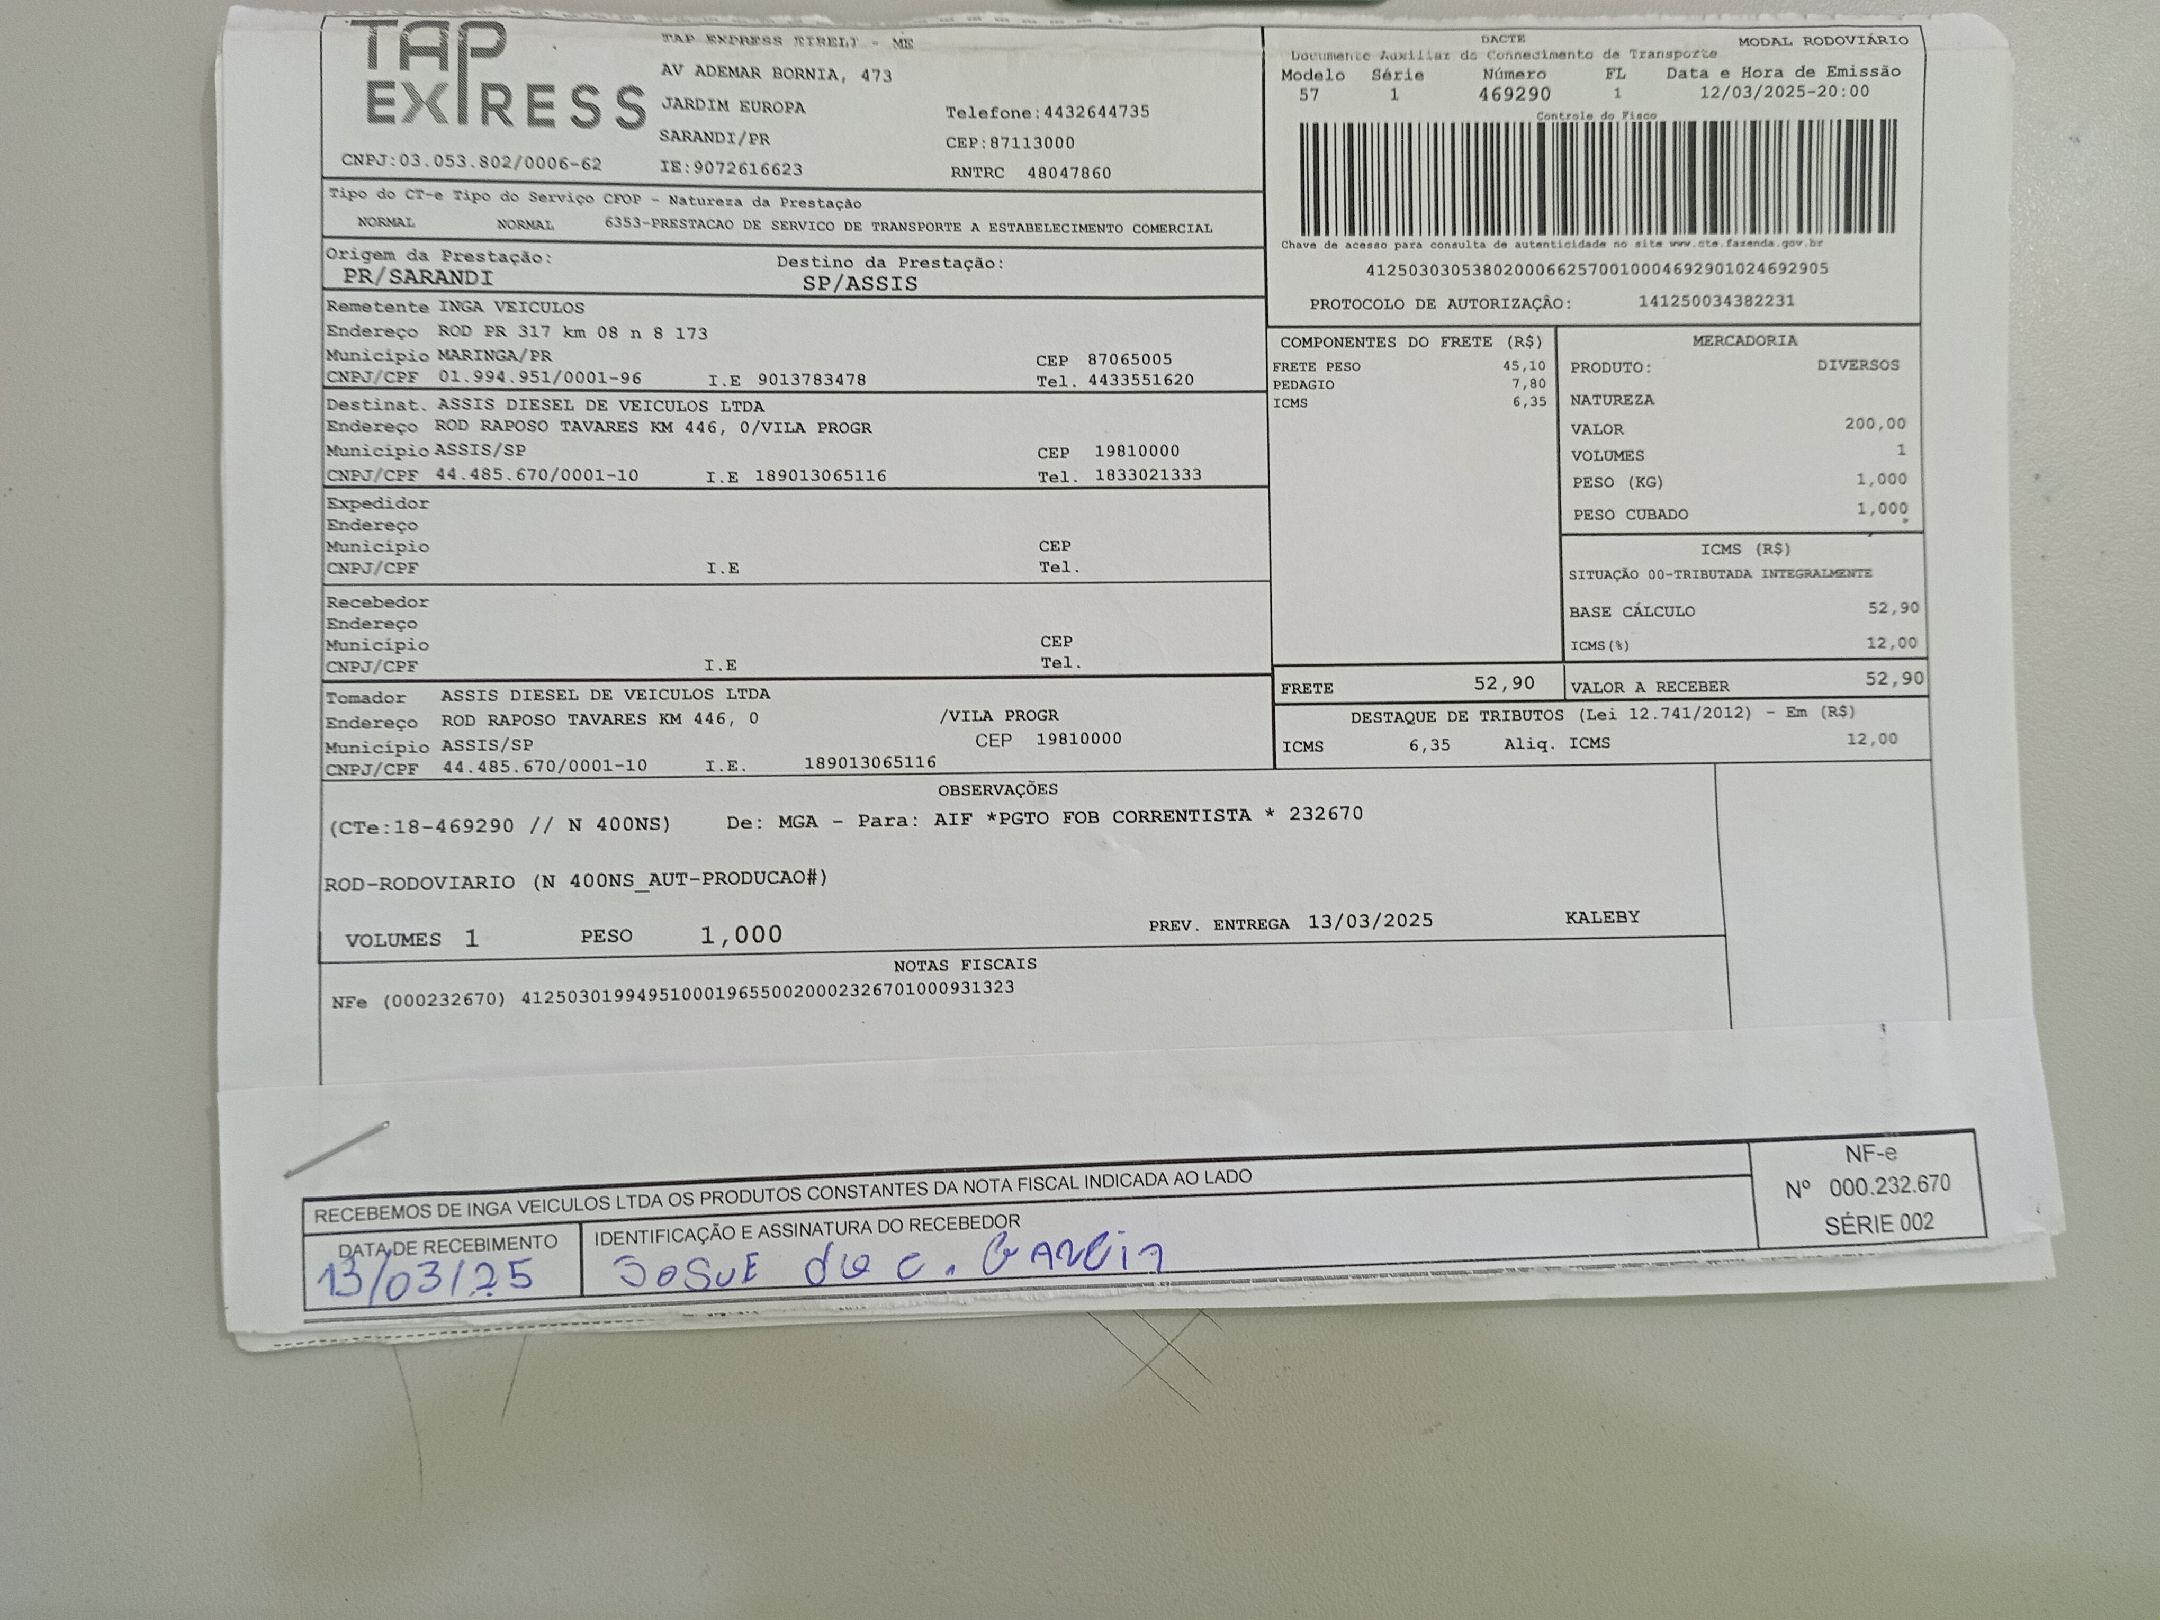 TAP EXPRESS
TAP EXPRESS EIRELI - ME
AV ADEMAR BORNIA, 473
JARDIM EUROPA
Telefone:4432644735
SARANDI/PR
CEP:87113000
CNPJ:03.053.802/0006-62
IE:9072616623
RNTRC 48047860
DACTE
MODAL RODOVIÁRIO
Documento Auxiliar do Conhecimento de Transporte
Modelo Série Número FL Data e Hora de Emissão
57 1 469290 1 12/03/2025-20:00
Controle do Fisco
Chave de acesso para consulta de autenticidade no site www.cte.fazenda.gov.br
41250303053802000662570010004692901024692905
PROTOCOLO DE AUTORIZAÇÃO: 141250034382231
Tipo do CT-e Tipo do Serviço CFOP - Natureza da Prestação
NORMAL NORMAL 6353-PRESTACAO DE SERVICO DE TRANSPORTE A ESTABELECIMENTO COMERCIAL
Origem da Prestação: Destino da Prestação:
PR/SARANDI SP/ASSIS
Remetente INGA VEICULOS
Endereço ROD PR 317 km 08 n 8 173
Município MARINGA/PR CEP 87065005
CNPJ/CPF 01.994.951/0001-96 I.E 9013783478 Tel. 4433551620
Destinat. ASSIS DIESEL DE VEICULOS LTDA
Endereço ROD RAPOSO TAVARES KM 446, 0/VILA PROGR
Município ASSIS/SP CEP 19810000
CNPJ/CPF 44.485.670/0001-10 I.E 189013065116 Tel. 1833021333
Expedidor
Endereço
Município CEP
CNPJ/CPF I.E Tel.
Recebedor
Endereço
Município CEP
CNPJ/CPF I.E Tel.
Tomador ASSIS DIESEL DE VEICULOS LTDA
Endereço ROD RAPOSO TAVARES KM 446, 0 /VILA PROGR
Município ASSIS/SP CEP 19810000
CNPJ/CPF 44.485.670/0001-10 I.E. 189013065116
COMPONENTES DO FRETE (R$)
FRETE PESO 45,10
PEDAGIO 7,80
ICMS 6,35
MERCADORIA
PRODUTO: DIVERSOS
NATUREZA
VALOR 200,00
VOLUMES 1
PESO (KG) 1,000
PESO CUBADO 1,000
ICMS (R$)
SITUAÇÃO 00-TRIBUTADA INTEGRALMENTE
BASE CÁLCULO 52,90
ICMS(%) 12,00
FRETE 52,90 VALOR A RECEBER 52,90
DESTAQUE DE TRIBUTOS (Lei 12.741/2012) - Em (R$)
ICMS 6,35 Aliq. ICMS 12,00
OBSERVAÇÕES
(CTe:18-469290 // N 400NS) De: MGA - Para: AIF *PGTO FOB CORRENTISTA * 232670
ROD-RODOVIARIO (N 400NS_AUT-PRODUCAO#)
VOLUMES 1 PESO 1,000 PREV. ENTREGA 13/03/2025 KALEBY
NOTAS FISCAIS
NFe (000232670) 41250301994951000196550020002326701000931323
RECEBEMOS DE INGA VEICULOS LTDA OS PRODUTOS CONSTANTES DA NOTA FISCAL INDICADA AO LADO
DATA DE RECEBIMENTO
IDENTIFICAÇÃO E ASSINATURA DO RECEBEDOR
13/03/25
JOSUE de C. GARCIA
NF-e
Nº 000.232.670
SÉRIE 002